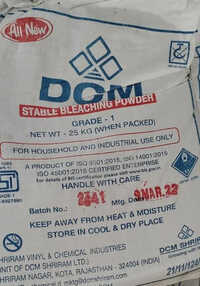 All New
DCM
STABLE BLEACHING POWDER
GRADE - 1
NET WT - 25 KG (WHEN PACKED)
FOR HOUSEHOLD AND INDUSTRIAL USE ONLY
A PRODUCT OF ISO 9001:2015, ISO 14001:2015
ISO 45001:2018 CERTIFIED ENTERPRISE
HANDLE WITH CARE
Batch No.: 2341 Mfg. Date: MAR.22
KEEP AWAY FROM HEAT & MOISTURE
STORE IN COOL & DRY PLACE
SHRIRAM VINYL & CHEMICAL INDUSTRIES
UNIT OF DCM SHRIRAM LTD.)
SHRIRAM NAGAR, KOTA, RAJASTHAN - 324004 (INDIA)
DCM SHRIRAM